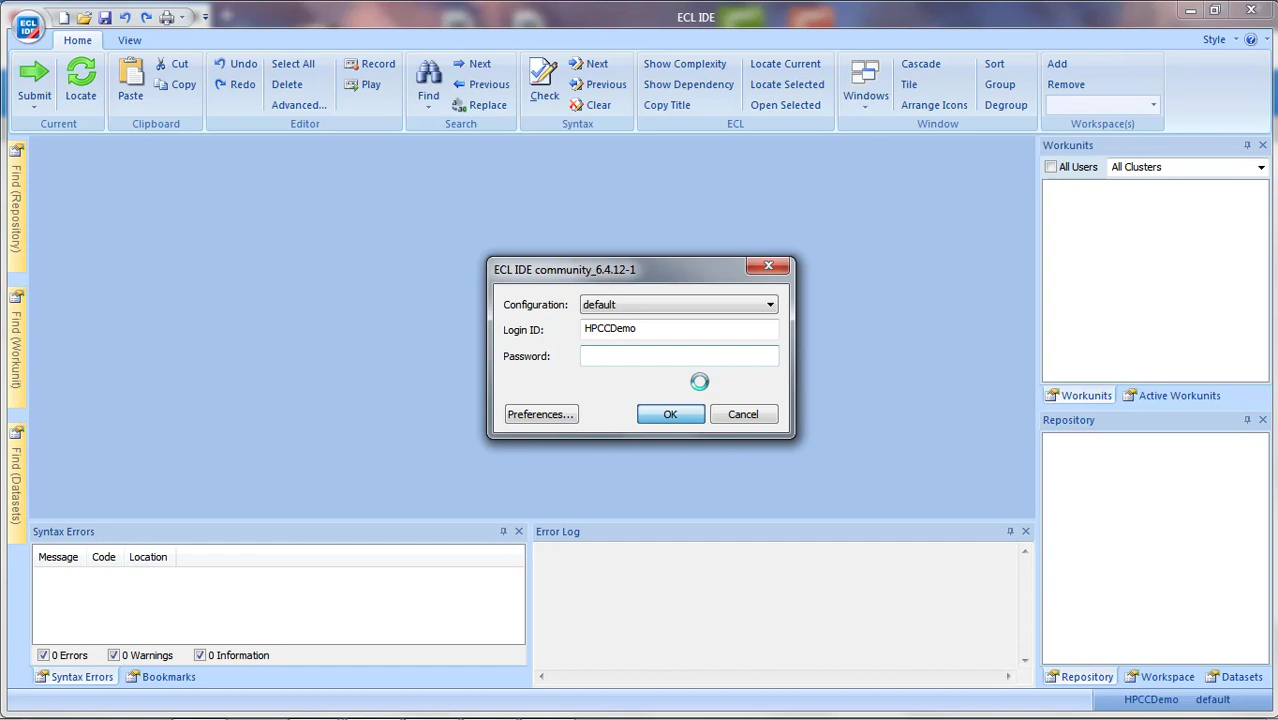 ECL IDE
ECL IDE
Home View Style
Submit Locate Paste Cut Copy Undo Redo Select All Delete Advanced... Record Play Find Next Previous Replace Check Next Previous Clear Show Complexity Show Dependency Copy Title Locate Current Locate Selected Open Selected Windows Cascade Tile Arrange Icons Sort Group Degroup Add Remove
Current Clipboard Editor Search Syntax ECL Window Workspace(s)
Find (Repository)
Find (Workunit)
Find (Datasets)
Workunits
All Users All Clusters
Workunits Active Workunits
Repository
Repository Workspace Datasets
ECL IDE community_6.4.12-1
Configuration: default
Login ID: HPCCDemo
Password:
Preferences... OK Cancel
Syntax Errors
Message Code Location
0 Errors 0 Warnings 0 Information
Syntax Errors Bookmarks
Error Log
HPCCDemo default